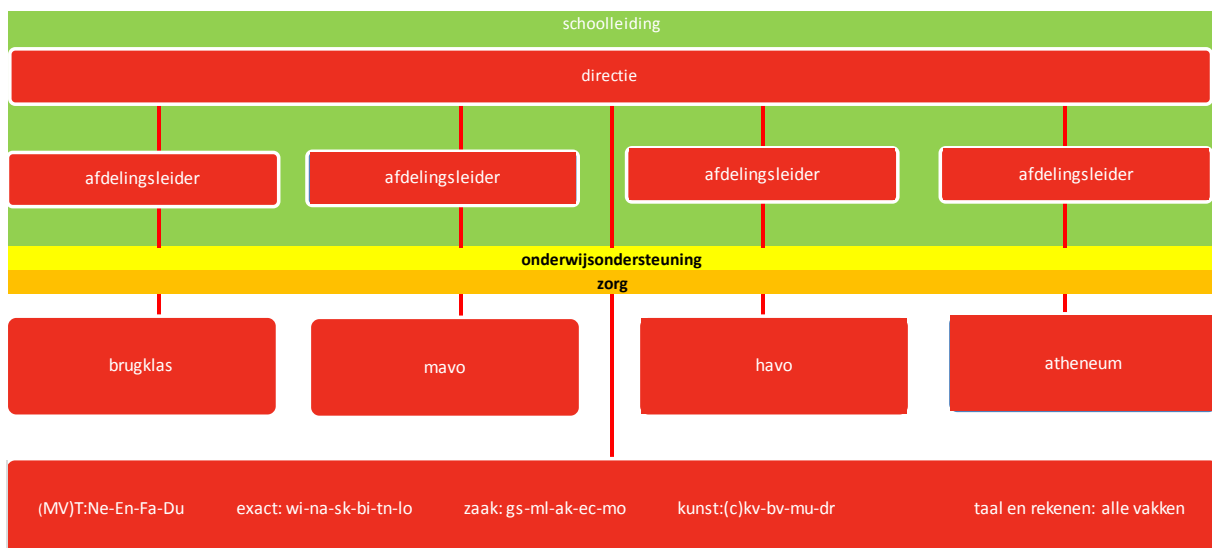 schoolleiding
directie
afdelingsleider afdelingsleider afdelingsleider afdelingsleider
onderwijsondersteuning
zorg
brugklas mavo havo atheneum
(MV)T:Ne-En-Fa-Du exact: wi-na-sk-bi-tn-lo zaak: gs-ml-ak-ec-mo kunst:(c)kv-bv-mu-dr taal en rekenen: alle vakken